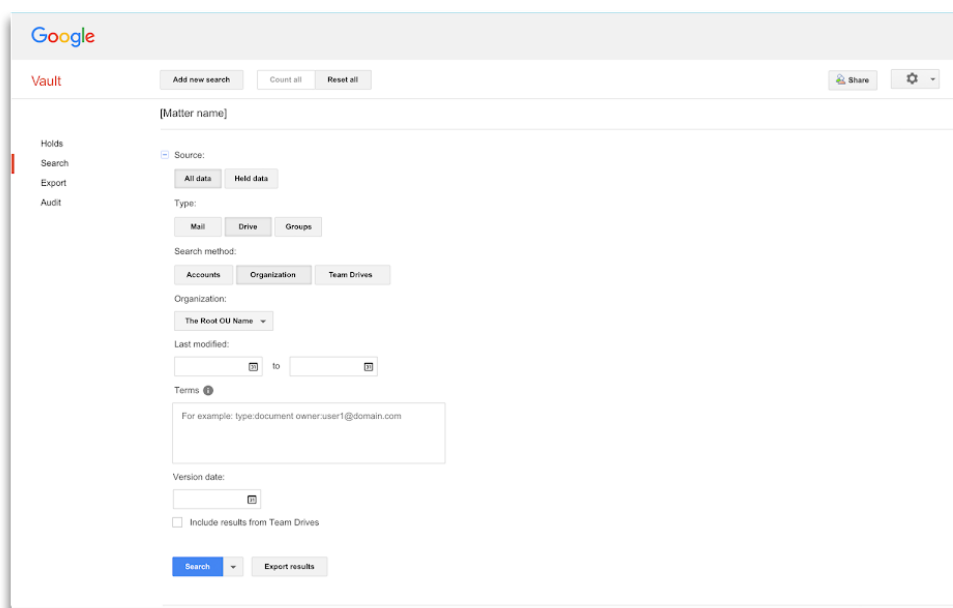 Google
Vault
Add new search
Count all
Reset all
Share
[Matter name]
Holds
Search
Export
Audit
Source:
All data
Held data
Type:
Mail
Drive
Groups
Search method:
Accounts
Organization
Team Drives
Organization:
The Root OU Name
Last modified:
to
Terms
For example: type:document owner:user1@domain.com
Version date:
Include results from Team Drives
Search
Export results